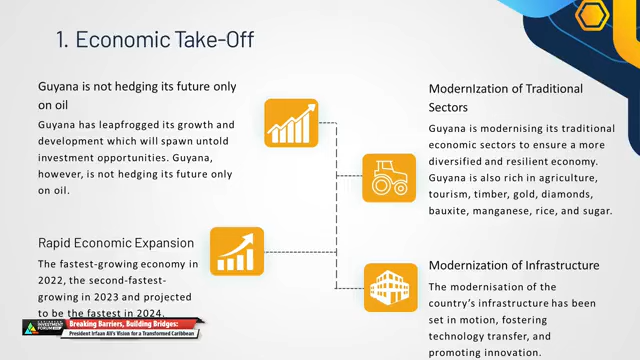 1. Economic Take-Off
Guyana is not hedging its future only
on oil
Guyana has leapfrogged its growth and
development which will spawn untold
investment opportunities. Guyana,
however, is not hedging its future only
on oil.
Rapid Economic Expansion
The fastest-growing economy in
2022, the second-fastest-
growing in 2023 and projected
to be the fastest in 2024.
ModernIzation of Traditional
Sectors
Guyana is modernising its traditional
economic sectors to ensure a more
diversified and resilient economy.
Guyana is also rich in agriculture,
tourism, timber, gold, diamonds,
bauxite, manganese, rice, and sugar.
Modernization of Infrastructure
The modernisation of the
country's infrastructure has been
set in motion, fostering
technology transfer, and
promoting innovation.
INVESTMENT
FORUM
Breaking Barriers, Building Bridges:
President Irfaan Ali's Vision for a Transformed Caribbean